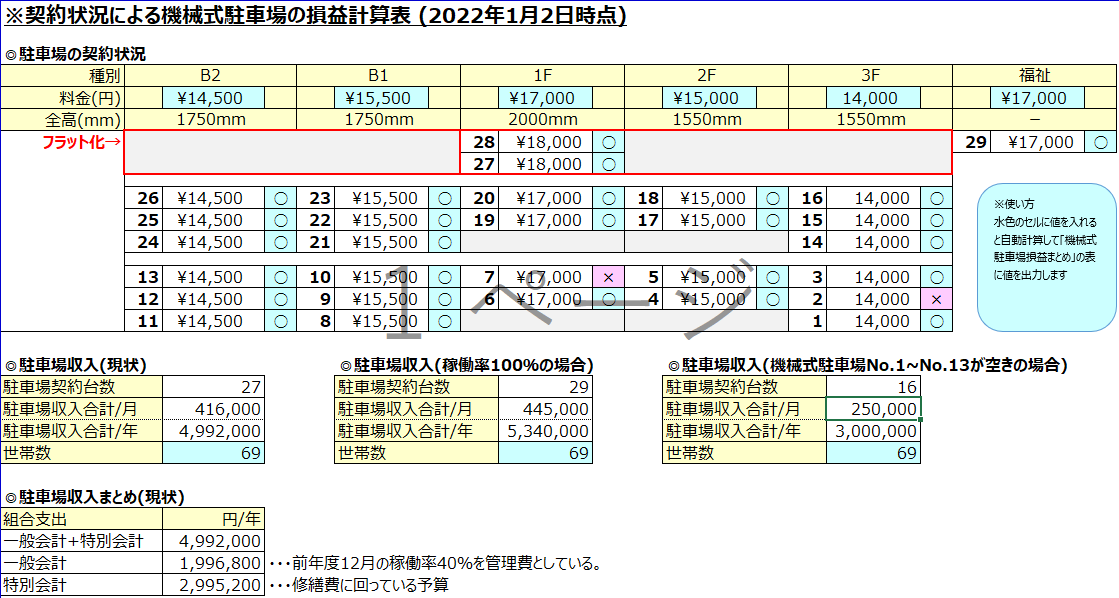 ※契約状況による機械式駐車場の損益計算表 (2022年1月2日時点)
◎駐車場の契約状況
種別 B2 B1 1F 2F 3F 福祉
料金(円) ¥14,500 ¥15,500 ¥17,000 ¥15,000 14,000 ¥17,000
全高(mm) 1750mm 1750mm 2000mm 1550mm 1550mm －
フラット化→ 28 ¥18,000 ○ 29 ¥17,000 ○
27 ¥18,000 ○
26 ¥14,500 ○ 23 ¥15,500 ○ 20 ¥17,000 ○ 18 ¥15,000 ○ 16 14,000 ○
25 ¥14,500 ○ 22 ¥15,500 ○ 19 ¥17,000 ○ 17 ¥15,000 ○ 15 14,000 ○
24 ¥14,500 ○ 21 ¥15,500 ○ 14 14,000 ○
※使い方
水色のセルに値を入れる
と自動計算して「機械式
駐車場損益まとめ」の表
に値を出力します
13 ¥14,500 ○ 10 ¥15,500 ○ 7 ¥17,000 × 5 ¥15,000 ○ 3 14,000 ○
12 ¥14,500 ○ 9 ¥15,500 ○ 6 ¥17,000 ○ 4 ¥15,000 ○ 2 14,000 ×
11 ¥14,500 ○ 8 ¥15,500 ○ 1 14,000 ○
1 ページ
◎駐車場収入(現状) ◎駐車場収入(稼働率100%の場合) ◎駐車場収入(機械式駐車場No.1~No.13が空きの場合)
駐車場契約台数 27 駐車場契約台数 29 駐車場契約台数 16
駐車場収入合計/月 416,000 駐車場収入合計/月 445,000 駐車場収入合計/月 250,000
駐車場収入合計/年 4,992,000 駐車場収入合計/年 5,340,000 駐車場収入合計/年 3,000,000
世帯数 69 世帯数 69 世帯数 69
◎駐車場収入まとめ(現状)
組合支出 円/年
一般会計+特別会計 4,992,000
一般会計 1,996,800 ･･･前年度12月の稼働率40%を管理費としている。
特別会計 2,995,200 ･･･修繕費に回っている予算